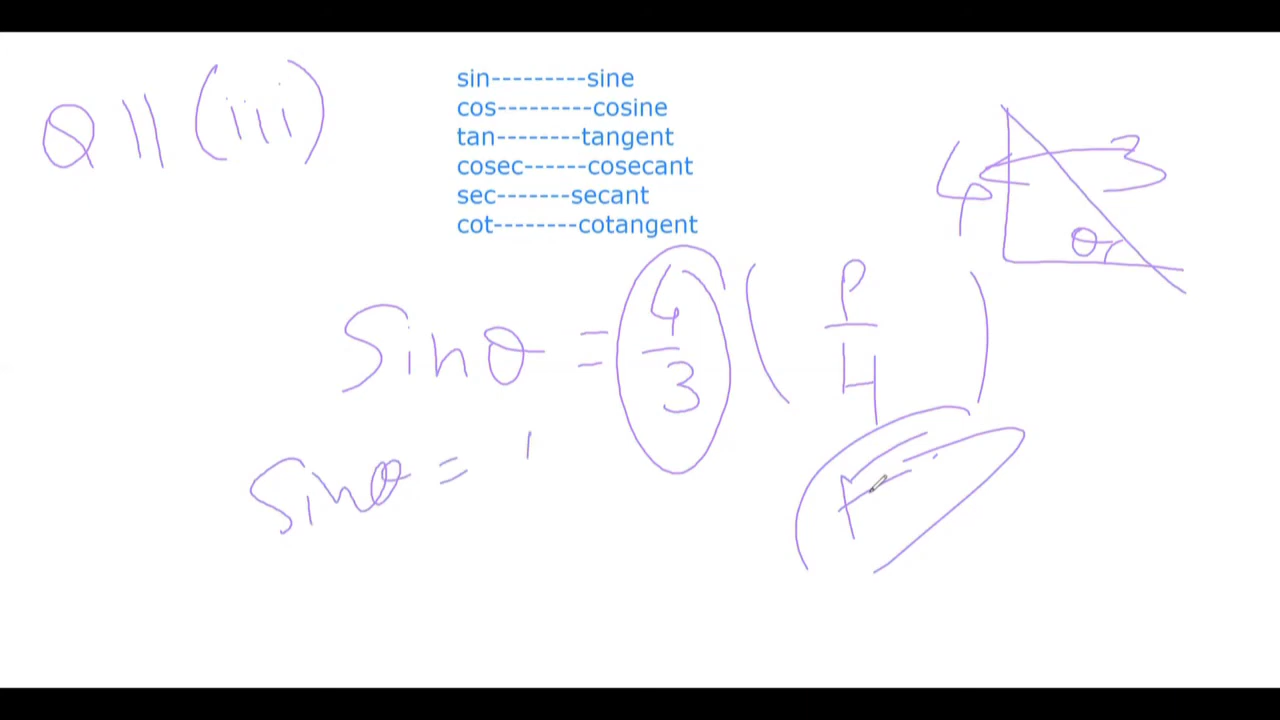 Q 11 (iii)
sin---------sine
cos---------cosine
tan--------tangent
cosec------cosecant
sec-------secant
cot--------cotangent
4 3
θ
Sinθ = 4/3 (P/H)
Sinθ = 1
F